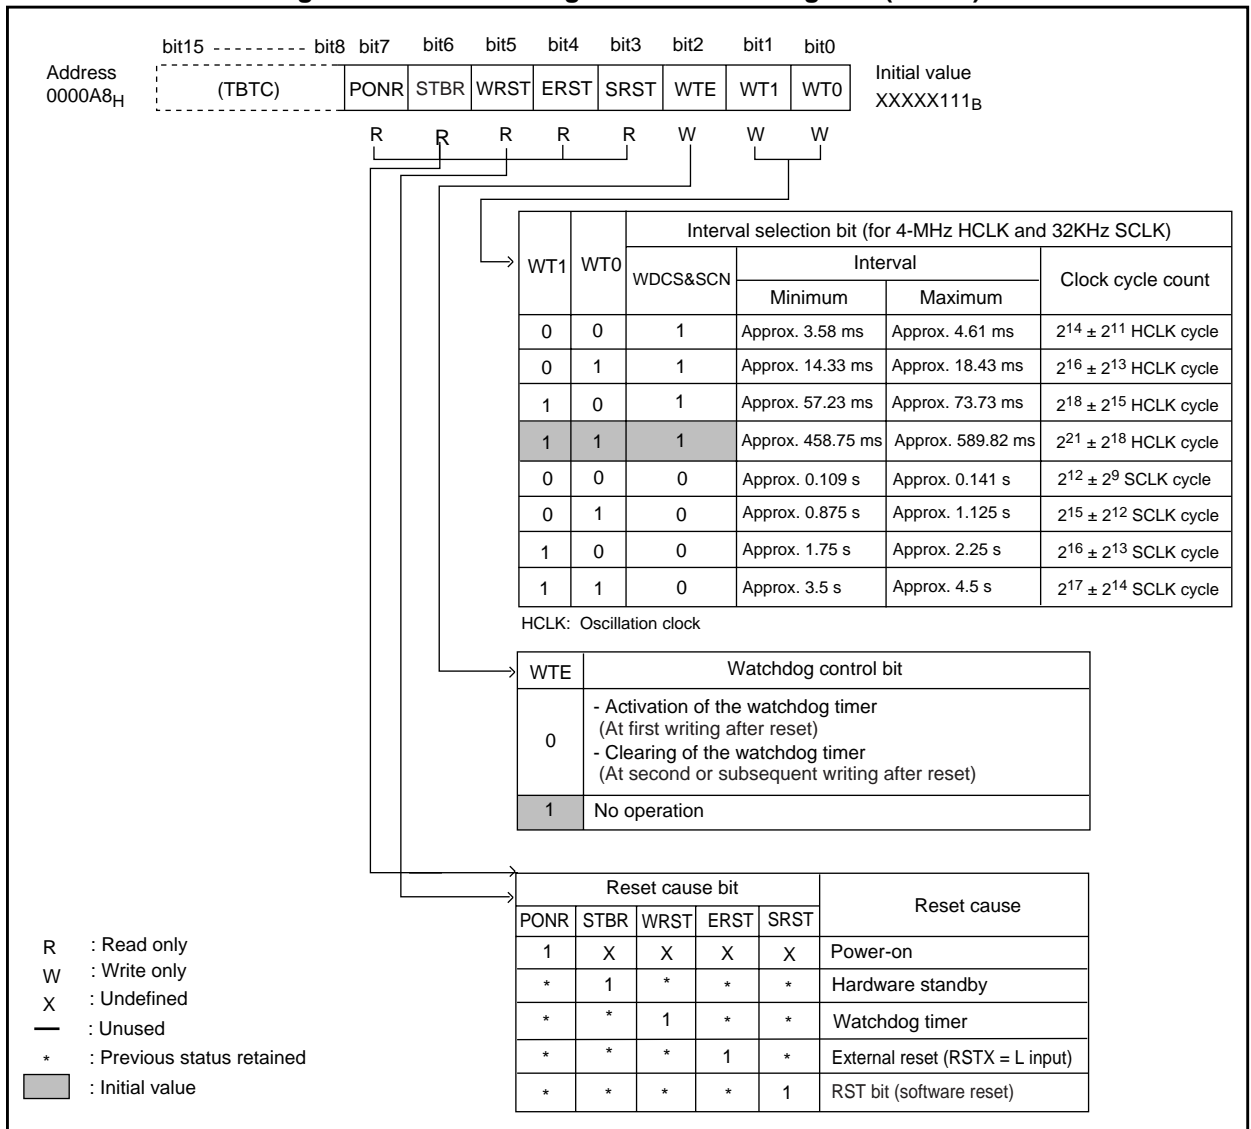 bit15 bit8 bit7 bit6 bit5 bit4 bit3 bit2 bit1 bit0
Address 0000A8H (TBTC) PONR STBR WRST ERST SRST WTE WT1 WT0 Initial value XXXXX111B
R R R R R W W W
WT1 WT0 Interval selection bit (for 4-MHz HCLK and 32KHz SCLK)
WDCS&SCN Interval Clock cycle count
Minimum Maximum
0 0 1 Approx. 3.58 ms Approx. 4.61 ms 2^14 ± 2^11 HCLK cycle
0 1 1 Approx. 14.33 ms Approx. 18.43 ms 2^16 ± 2^13 HCLK cycle
1 0 1 Approx. 57.23 ms Approx. 73.73 ms 2^18 ± 2^15 HCLK cycle
1 1 1 Approx. 458.75 ms Approx. 589.82 ms 2^21 ± 2^18 HCLK cycle
0 0 0 Approx. 0.109 s Approx. 0.141 s 2^12 ± 2^9 SCLK cycle
0 1 0 Approx. 0.875 s Approx. 1.125 s 2^15 ± 2^12 SCLK cycle
1 0 0 Approx. 1.75 s Approx. 2.25 s 2^16 ± 2^13 SCLK cycle
1 1 0 Approx. 3.5 s Approx. 4.5 s 2^17 ± 2^14 SCLK cycle
HCLK: Oscillation clock
WTE Watchdog control bit
0 - Activation of the watchdog timer
(At first writing after reset)
- Clearing of the watchdog timer
(At second or subsequent writing after reset)
1 No operation
Reset cause bit Reset cause
PONR STBR WRST ERST SRST
1 X X X X Power-on
* 1 * * * Hardware standby
* * 1 * * Watchdog timer
* * * 1 * External reset (RSTX = L input)
* * * * 1 RST bit (software reset)
R : Read only
W : Write only
X : Undefined
— : Unused
* : Previous status retained
: Initial value